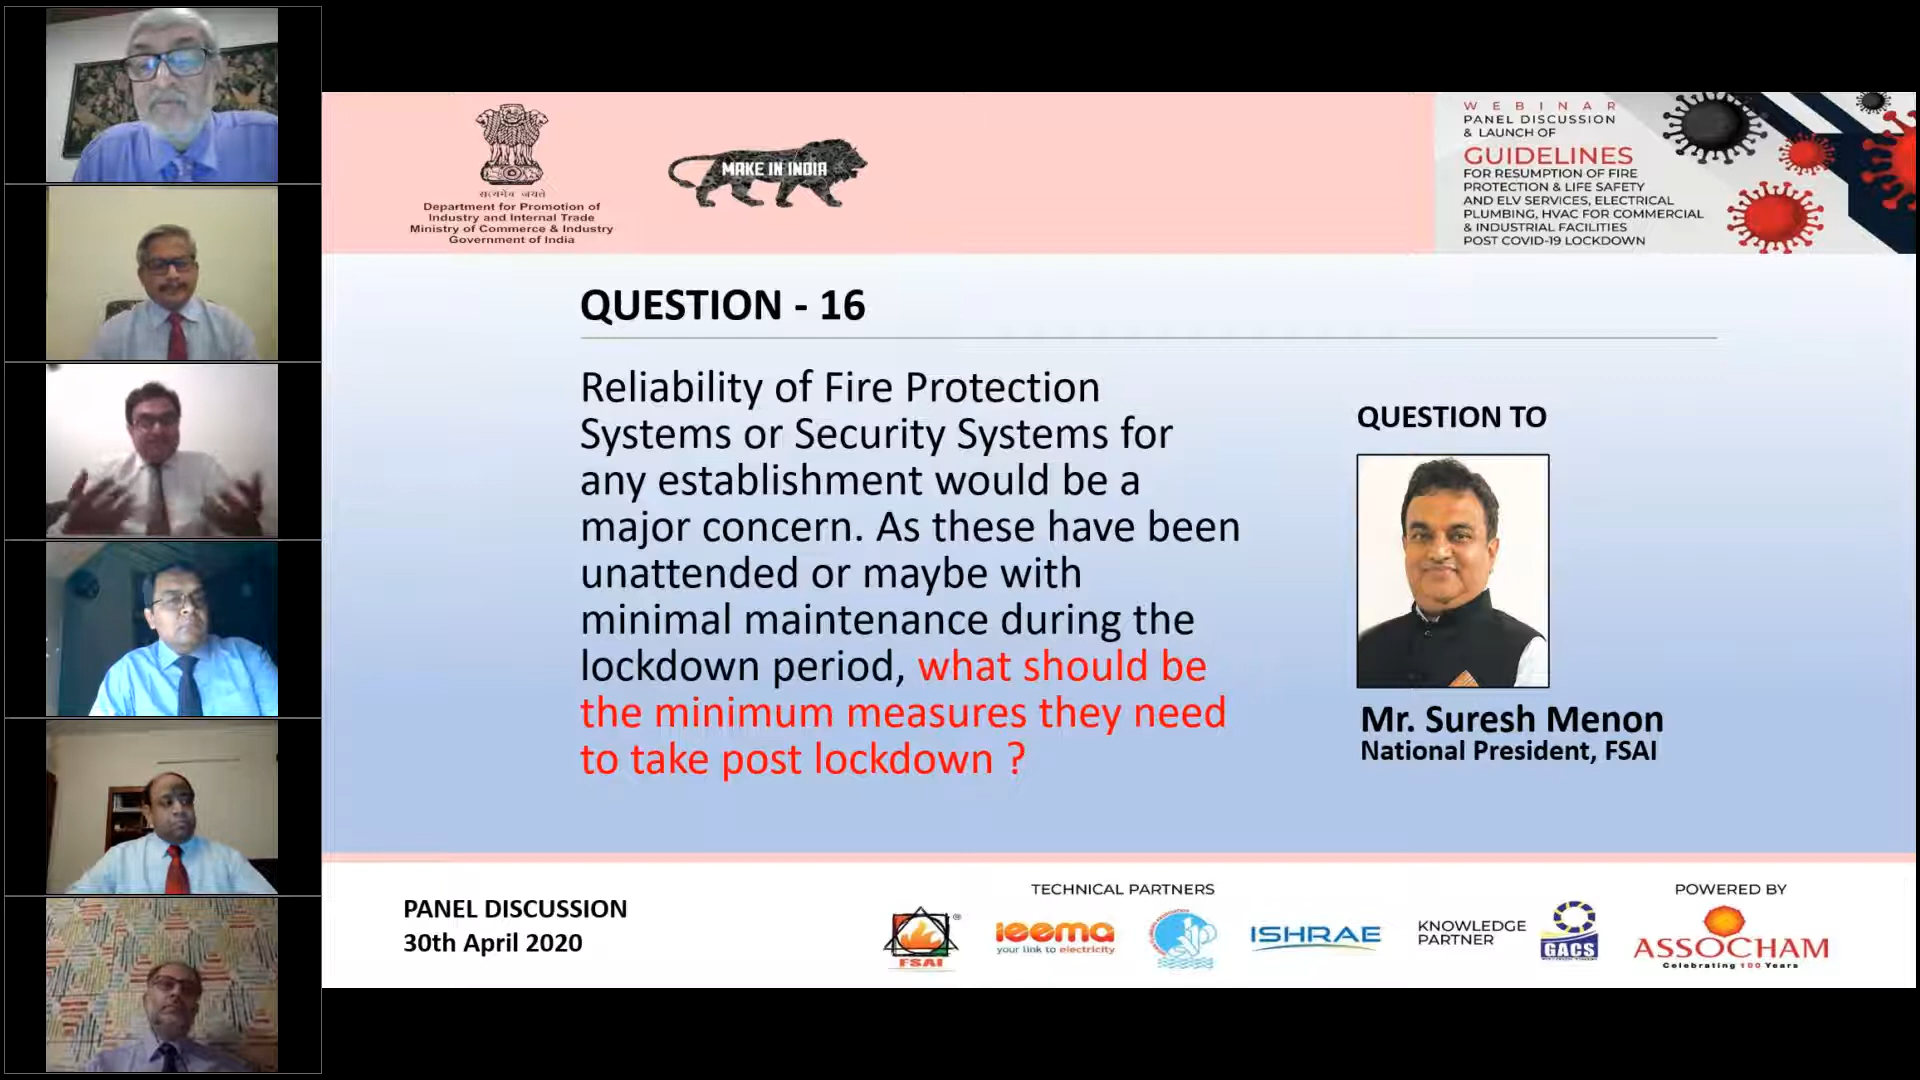 सत्यमेव जयते
Department for Promotion of
Industry and Internal Trade
Ministry of Commerce & Industry
Government of India
MAKE IN INDIA
WEBINAR
PANEL DISCUSSION
& LAUNCH OF
GUIDELINES
FOR RESUMPTION OF FIRE
PROTECTION & LIFE SAFETY
AND ELV SERVICES, ELECTRICAL
PLUMBING, HVAC FOR COMMERCIAL
& INDUSTRIAL FACILITIES
POST COVID-19 LOCKDOWN
QUESTION - 16
Reliability of Fire Protection
Systems or Security Systems for
any establishment would be a
major concern. As these have been
unattended or maybe with
minimal maintenance during the
lockdown period, what should be
the minimum measures they need
to take post lockdown ?
QUESTION TO
Mr. Suresh Menon
National President, FSAI
PANEL DISCUSSION
30th April 2020
TECHNICAL PARTNERS
FSAI
®
ieema
your link to electricity
ISHRAE
KNOWLEDGE
PARTNER
GACS
POWERED BY
ASSOCHAM
Celebrating 100 Years